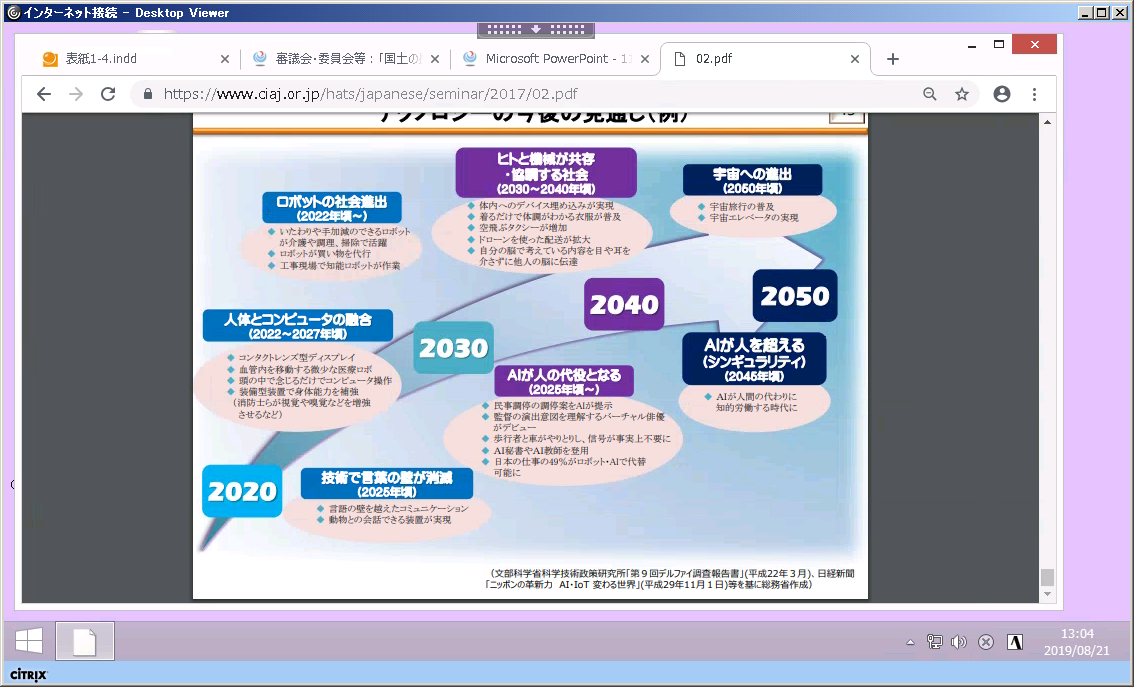 インターネット接続 - Desktop Viewer
表紙1-4.indd
審議会・委員会等:「国土の
Microsoft PowerPoint - 1
02.pdf
https://www.ciaj.or.jp/hats/japanese/seminar/2017/02.pdf
テクノロジーの今後の見通し(例)
ヒトと機械が共存
・協調する社会
(2030~2040年頃)
体内へのデバイス埋め込みが実現
着るだけで体調がわかる衣服が普及
空飛ぶタクシーが増加
ドローンを使った配送が拡大
自分の脳で考えている内容を目や耳を
介さずに他人の脳に伝達
宇宙への進出
(2050年頃)
宇宙旅行の普及
宇宙エレベータの実現
ロボットの社会進出
(2022年頃~)
いたわりや手加減のできるロボット
が介護や調理、掃除で活躍
ロボットが買い物を代行
工事現場で知能ロボットが作業
2050
2040
人体とコンピュータの融合
(2022~2027年頃)
コンタクトレンズ型ディスプレイ
血管内を移動する微少な医療ロボ
頭の中で念じるだけでコンピュータ操作
装備型装置で身体能力を補強
(消防士らが視覚や嗅覚などを増強
させるなど)
2030
AIが人を超える
(シンギュラリティ)
(2045年頃)
AIが人間の代わりに
知的労働する時代に
AIが人の代役となる
(2025年頃~)
民事調停の調停案をAIが提示
監督の演出意図を理解するバーチャル俳優
がデビュー
歩行者と車がやりとりし、信号が事実上不要に
AI秘書やAI教師を登用
日本の仕事の49%がロボット・AIで代替
可能に
2020
技術で言葉の壁が消滅
(2025年頃)
言語の壁を越えたコミュニケーション
動物との会話できる装置が実現
(文部科学省科学技術政策研究所「第9回デルファイ調査報告書」(平成22年3月)、日経新聞
「ニッポンの革新力 AI・IoT 変わる世界」(平成29年11月1日)等を基に総務省作成)
A
13:04
2019/08/21
CITRIX